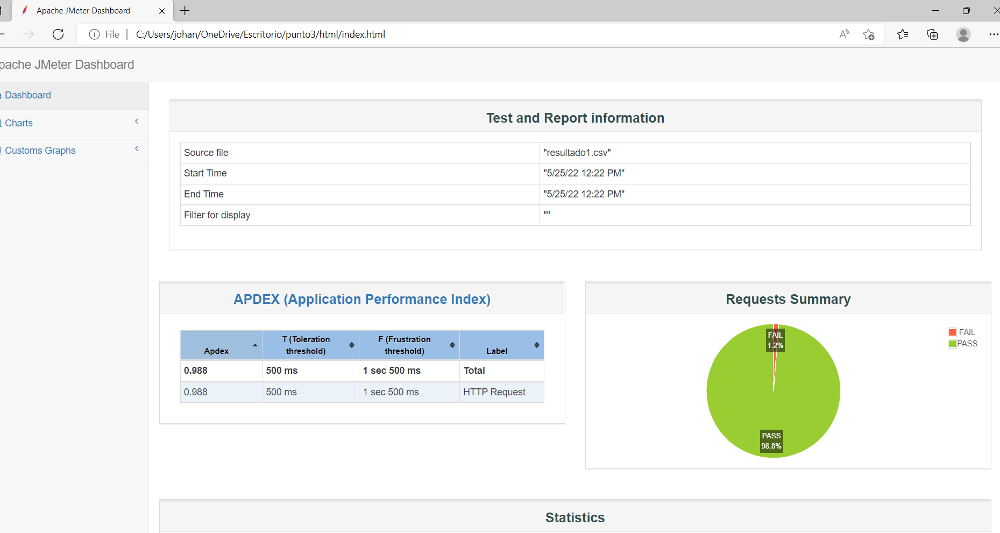 Apache JMeter Dashboard
File
C:/Users/johan/OneDrive/Escritorio/punto3/html/index.html
pache JMeter Dashboard
Dashboard
Charts
Customs Graphs
Test and Report information
Source file "resultado1.csv"
Start Time "5/25/22 12:22 PM"
End Time "5/25/22 12:22 PM"
Filter for display ""
APDEX (Application Performance Index)
Apdex T (Toleration threshold) F (Frustration threshold) Label
0.988 500 ms 1 sec 500 ms Total
0.988 500 ms 1 sec 500 ms HTTP Request
Requests Summary
FAIL
1.2%
PASS
98.8%
FAIL
PASS
Statistics